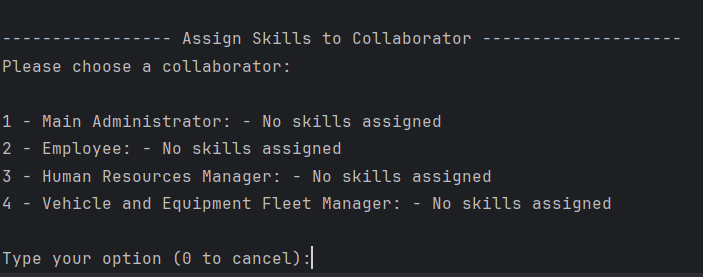 ----------------- Assign Skills to Collaborator --------------------
Please choose a collaborator:
1 - Main Administrator: - No skills assigned
2 - Employee: - No skills assigned
3 - Human Resources Manager: - No skills assigned
4 - Vehicle and Equipment Fleet Manager: - No skills assigned
Type your option (0 to cancel):